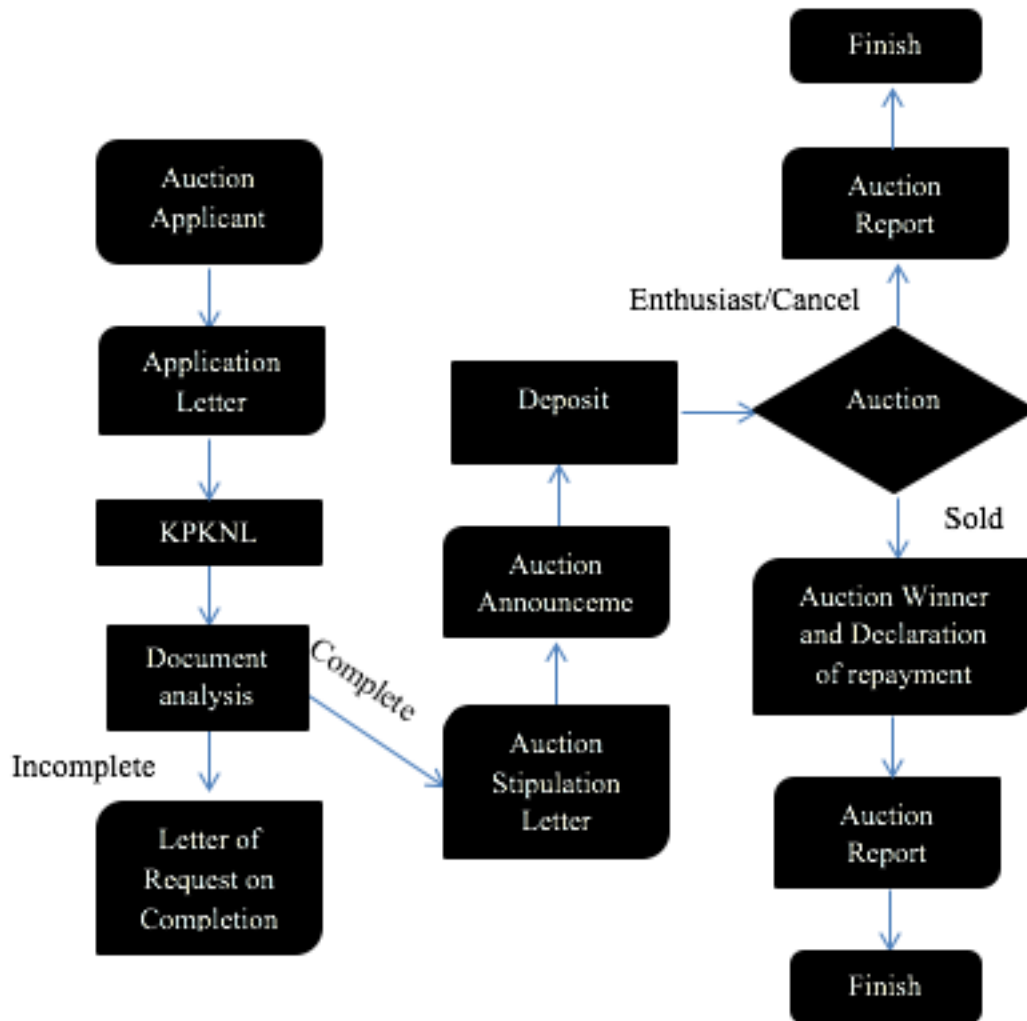 Auction
Applicant
Application
Letter
KPKNL
Document
analysis
Incomplete
Letter of
Request on
Completion
Complete
Auction
Stipulation
Letter
Auction
Announceme
Deposit
Auction
Enthusiast/Cancel
Auction
Report
Finish
Sold
Auction Winner
and Declaration
of repayment
Auction
Report
Finish